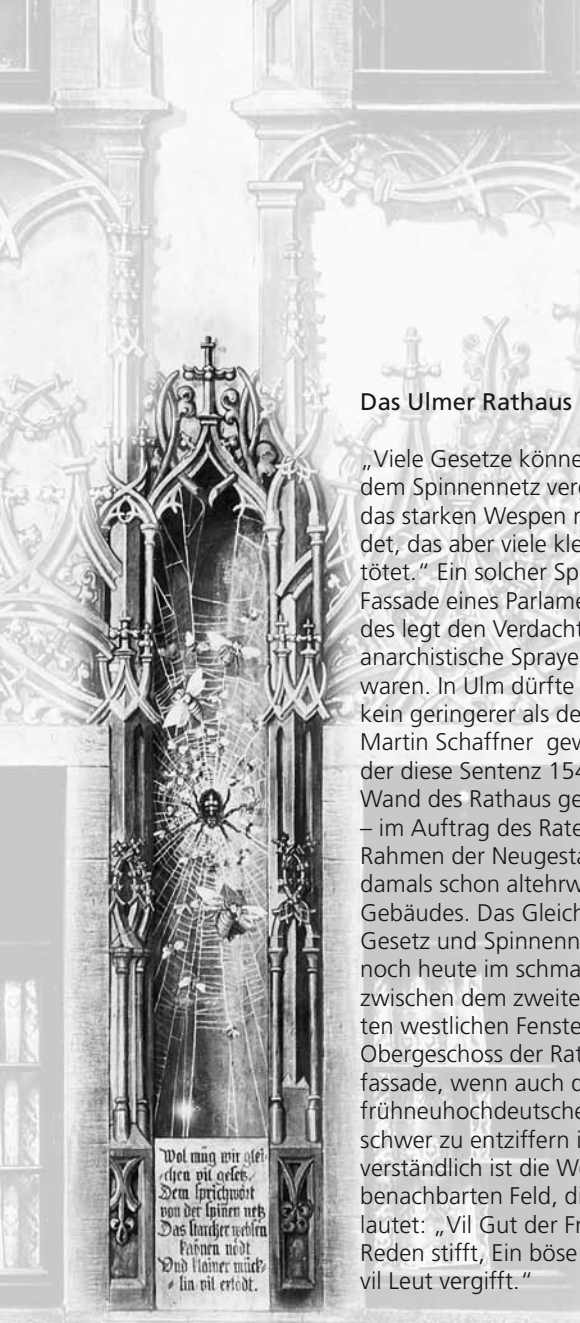 Das Ulmer Rathaus
„Viele Gesetze könne
dem Spinnennetz ver
das starken Wespen n
det, das aber viele kle
tötet.“ Ein solcher Sp
Fassade eines Parlame
des legt den Verdacht
anarchistische Spraye
waren. In Ulm dürfte
kein geringerer als de
Martin Schaffner gew
der diese Sentenz 154
Wand des Rathaus ge
– im Auftrag des Rate
Rahmen der Neugesta
damals schon altehrw
Gebäudes. Das Gleich
Gesetz und Spinnenn
noch heute im schma
zwischen dem zweite
ten westlichen Fenste
Obergeschoss der Rat
fassade, wenn auch d
frühneuhochdeutsche
schwer zu entziffern i
verständlich ist die We
benachbarten Feld, di
lautet: „Vil Gut der Fr
Reden stifft, Ein böse
vil Leut vergifft.“
Wol müg wir glei-
chen vil gesetz
Dem sprichwort
von der spinen netz
Das starcker websen
nödt
Vnd klainer mück-
lin vil ertodt.